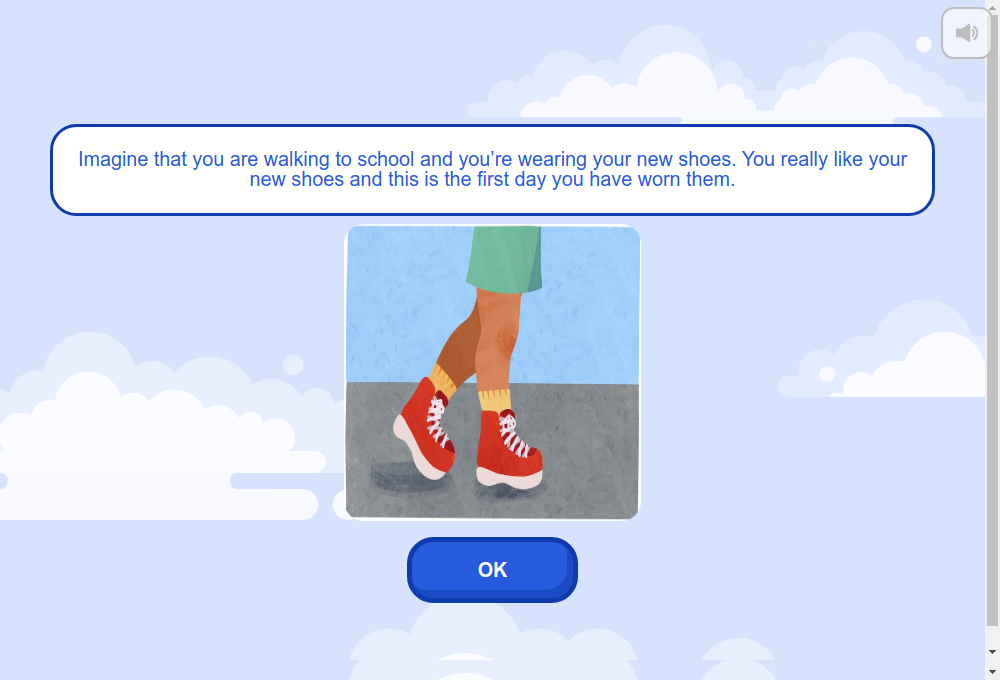 Imagine that you are walking to school and you’re wearing your new shoes. You really like your
new shoes and this is the first day you have worn them.
OK